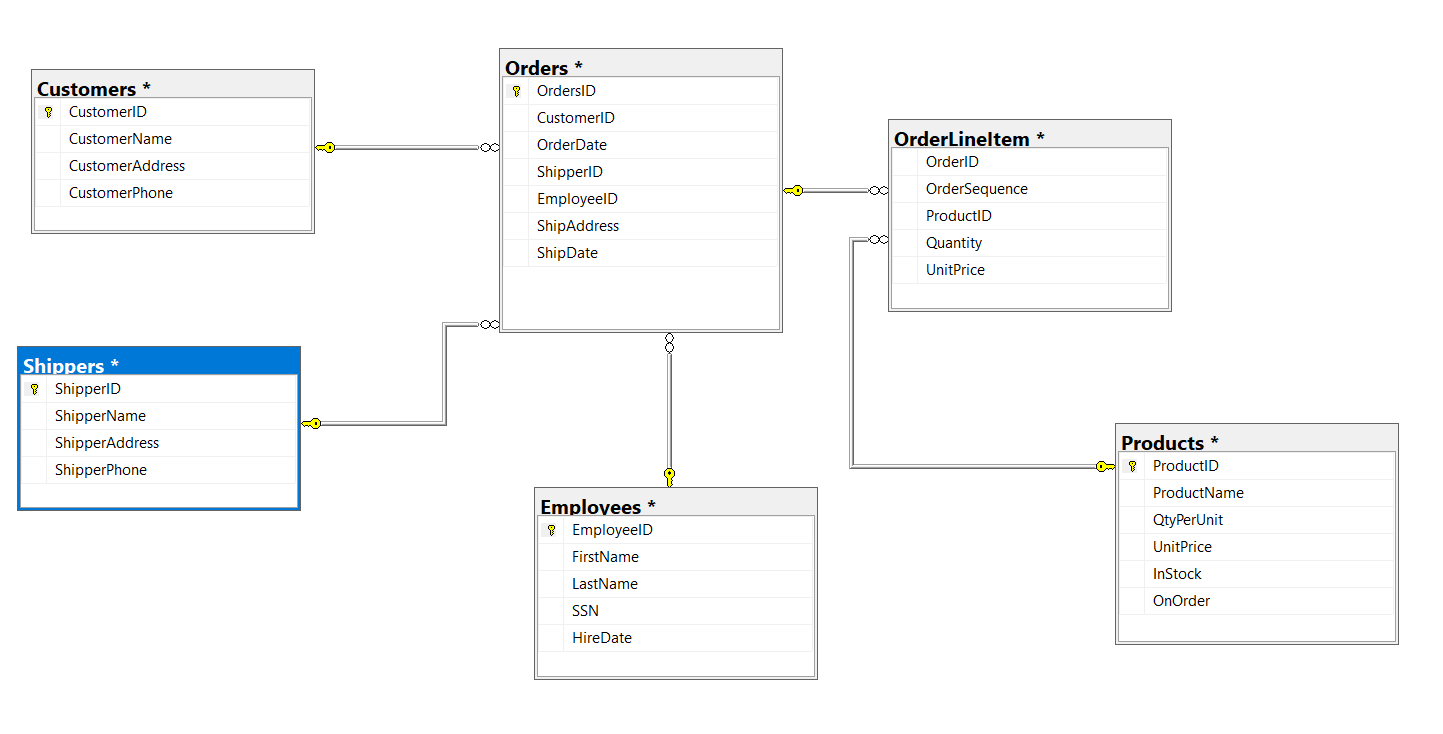 Customers *
CustomerID
CustomerName
CustomerAddress
CustomerPhone
Orders *
OrdersID
CustomerID
OrderDate
ShipperID
EmployeeID
ShipAddress
ShipDate
OrderLineItem *
OrderID
OrderSequence
ProductID
Quantity
UnitPrice
Shippers *
ShipperID
ShipperName
ShipperAddress
ShipperPhone
Employees *
EmployeeID
FirstName
LastName
SSN
HireDate
Products *
ProductID
ProductName
QtyPerUnit
UnitPrice
InStock
OnOrder